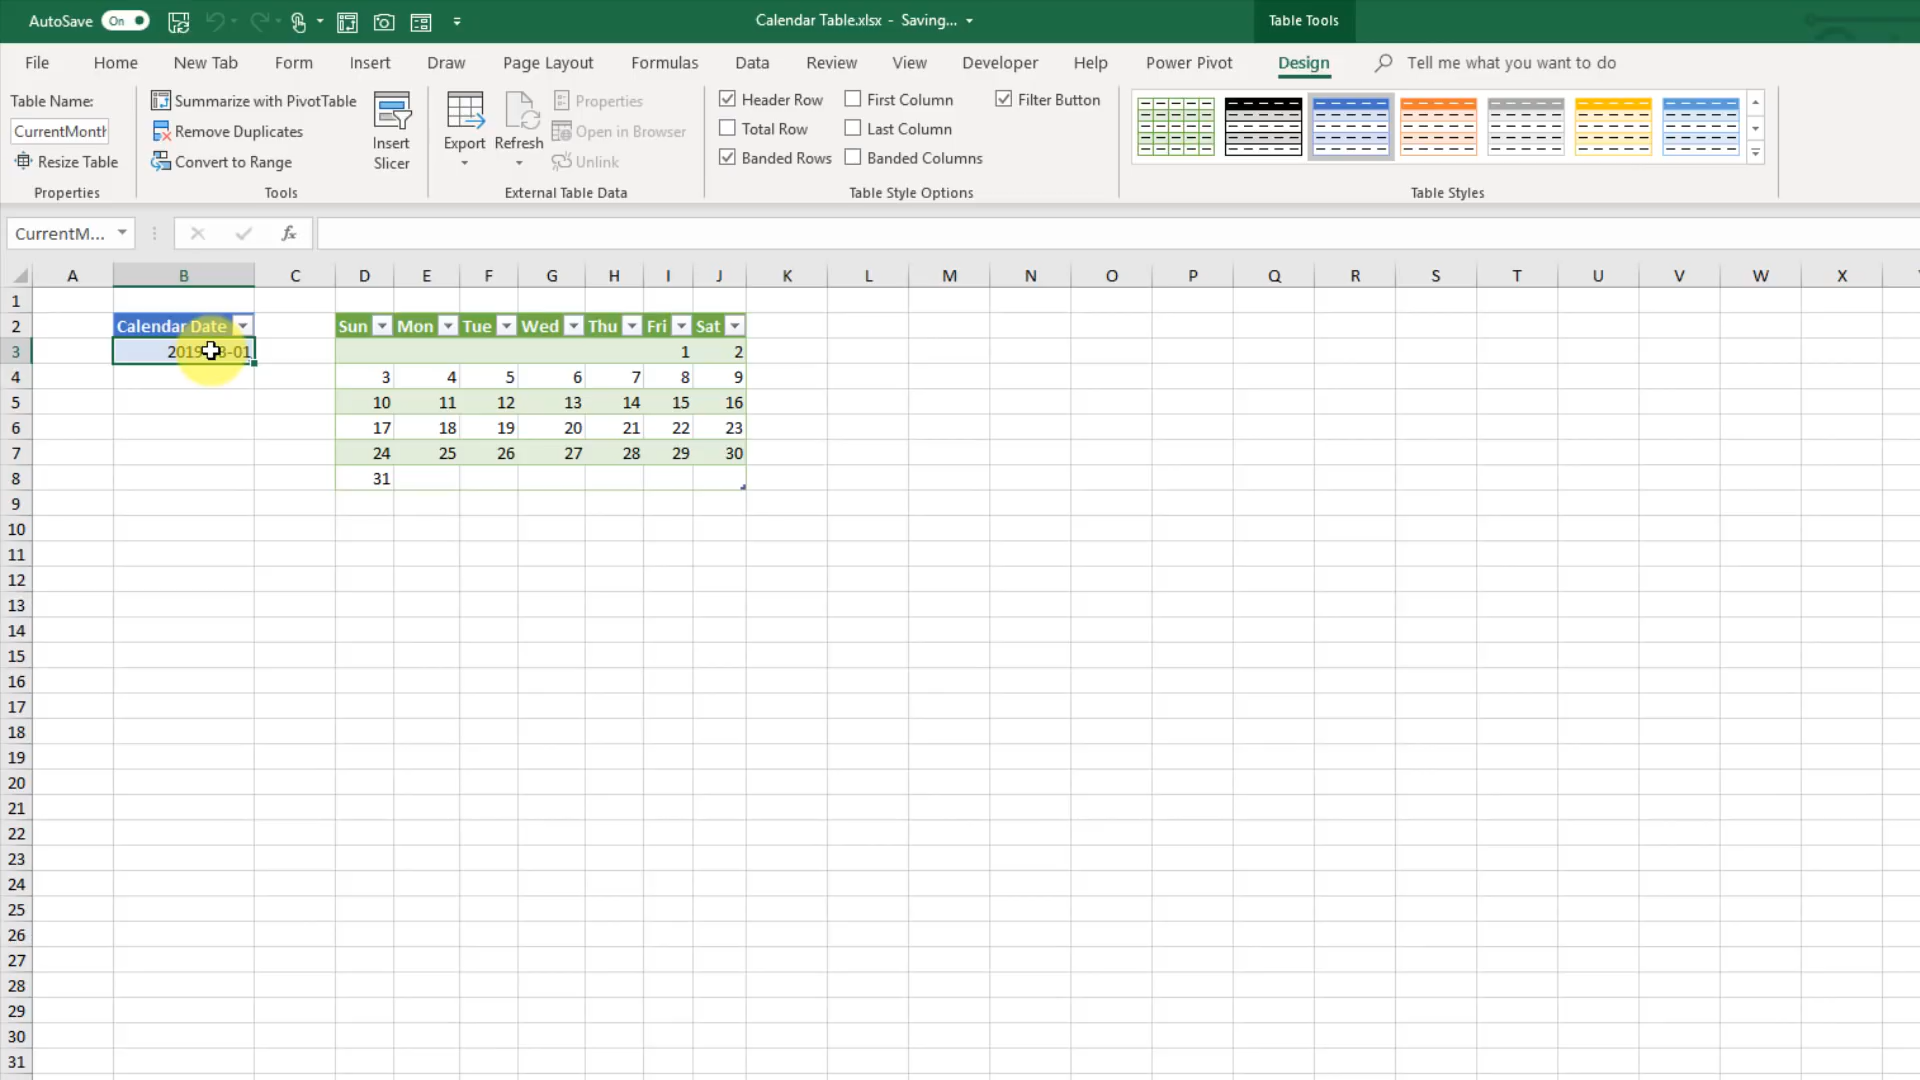 AutoSave On Calendar Table.xlsx - Saving... Table Tools
File Home New Tab Form Insert Draw Page Layout Formulas Data Review View Developer Help Power Pivot Design Tell me what you want to do
Table Name: Summarize with PivotTable Properties Header Row First Column Filter Button
CurrentMonth Remove Duplicates Insert Slicer Export Refresh Open in Browser Total Row Last Column
Resize Table Convert to Range Unlink Banded Rows Banded Columns
Properties Tools External Table Data Table Style Options Table Styles
CurrentM... fx
A B C D E F G H I J K L M N O P Q R S T U V W X
1
2 Calendar Date Sun Mon Tue Wed Thu Fri Sat
3 1 2
4 3 4 5 6 7 8 9
5 10 11 12 13 14 15 16
6 17 18 19 20 21 22 23
7 24 25 26 27 28 29 30
8 31
9
10
11
12
13
14
15
16
17
18
19
20
21
22
23
24
25
26
27
28
29
30
31